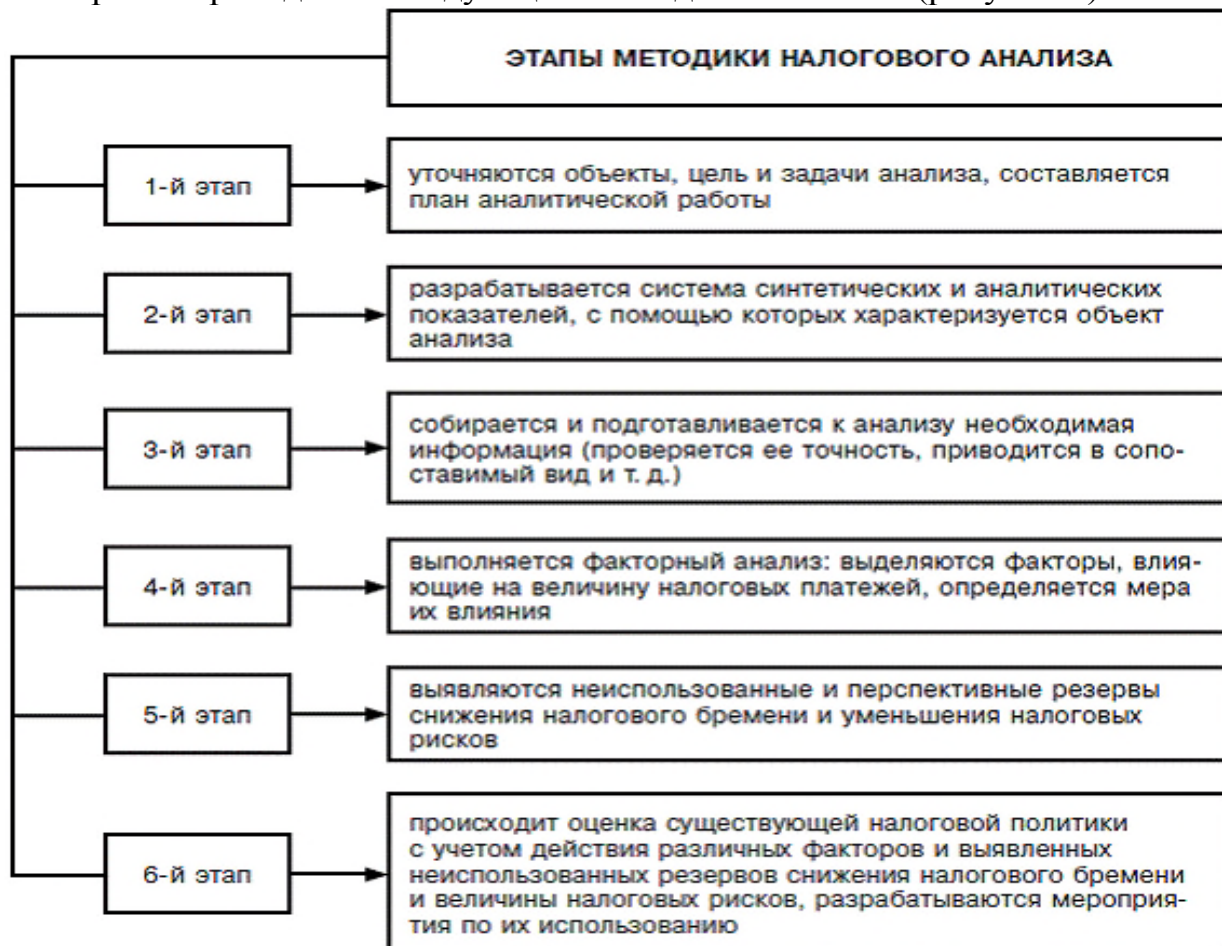 ЭТАПЫ МЕТОДИКИ НАЛОГОВОГО АНАЛИЗА
1-й этап
уточняются объекты, цель и задачи анализа, составляется
план аналитической работы
2-й этап
разрабатывается система синтетических и аналитических
показателей, с помощью которых характеризуется объект
анализа
3-й этап
собирается и подготавливается к анализу необходимая
информация (проверяется ее точность, приводится в сопо-
ставимый вид и т. д.)
4-й этап
выполняется факторный анализ: выделяются факторы, влия-
ющие на величину налоговых платежей, определяется мера
их влияния
5-й этап
выявляются неиспользованные и перспективные резервы
снижения налогового бремени и уменьшения налоговых
рисков
6-й этап
происходит оценка существующей налоговой политики
с учетом действия различных факторов и выявленных
неиспользованных резервов снижения налогового бремени
и величины налоговых рисков, разрабатываются мероприя-
тия по их использованию